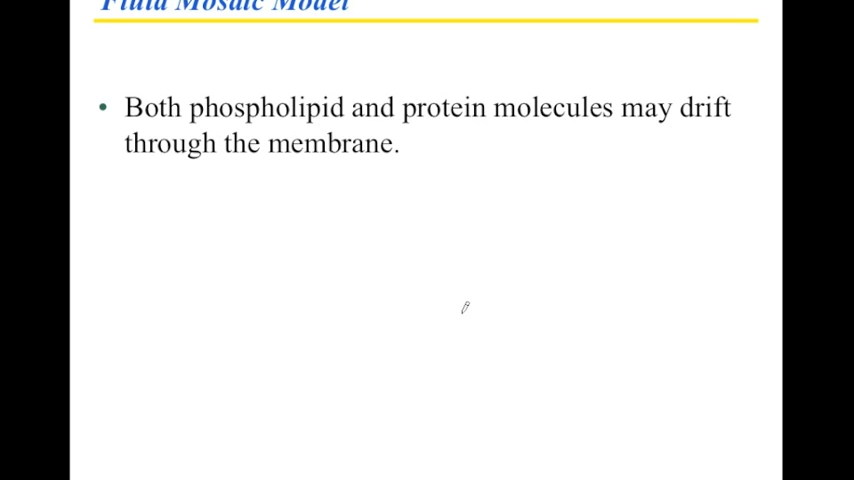 Fluid Mosaic Model
• Both phospholipid and protein molecules may drift
through the membrane.